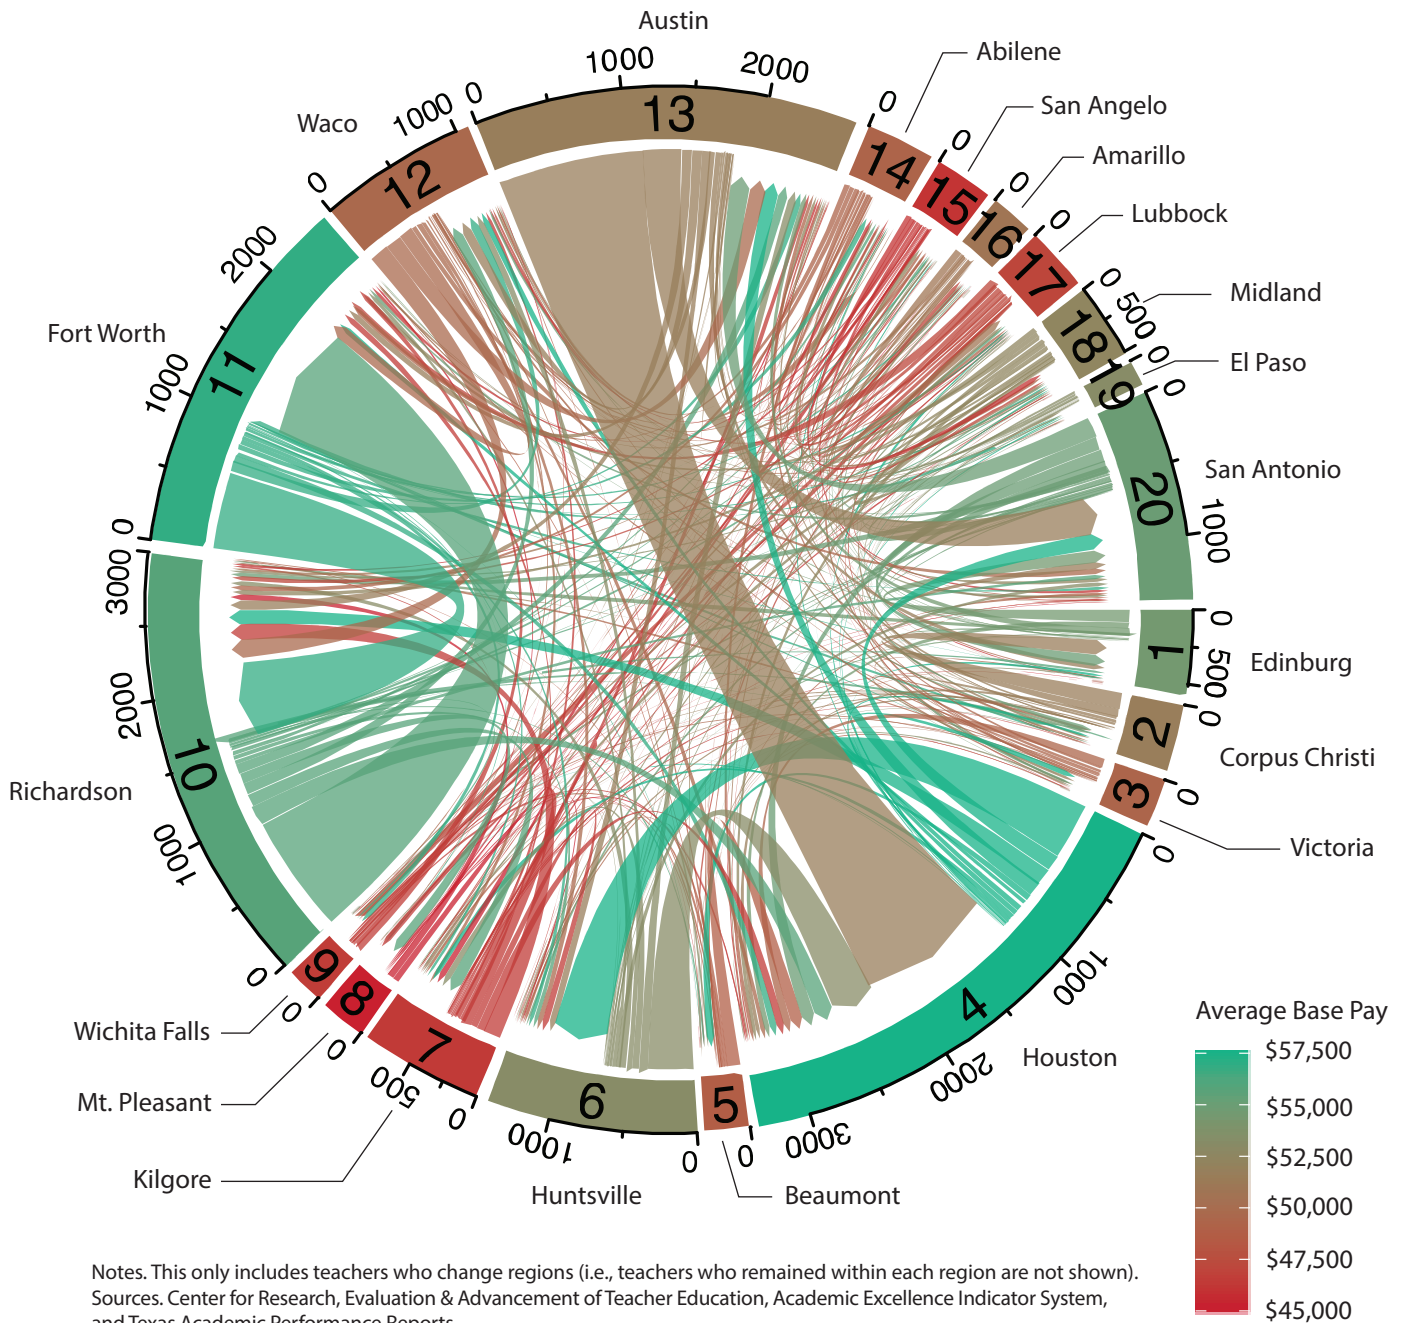 Austin
1000
2000
0
13
Abilene
0
14
San Angelo
0
15
Amarillo
0
16
Lubbock
0
17
Midland
0
500
18
El Paso
0
19
San Antonio
0
1000
20
Edinburg
0
500
1
Corpus Christi
0
2
Victoria
0
3
Houston
0
1000
2000
3000
4
Beaumont
0
5
Huntsville
0
1000
6
Kilgore
0
500
7
Mt. Pleasant
0
8
Wichita Falls
0
9
Richardson
0
1000
2000
3000
10
Fort Worth
0
1000
2000
11
Waco
0
1000
12
Average Base Pay
$57,500
$55,000
$52,500
$50,000
$47,500
$45,000
Notes. This only includes teachers who change regions (i.e., teachers who remained within each region are not shown).
Sources. Center for Research, Evaluation & Advancement of Teacher Education, Academic Excellence Indicator System,
and Texas Academic Performance Reports